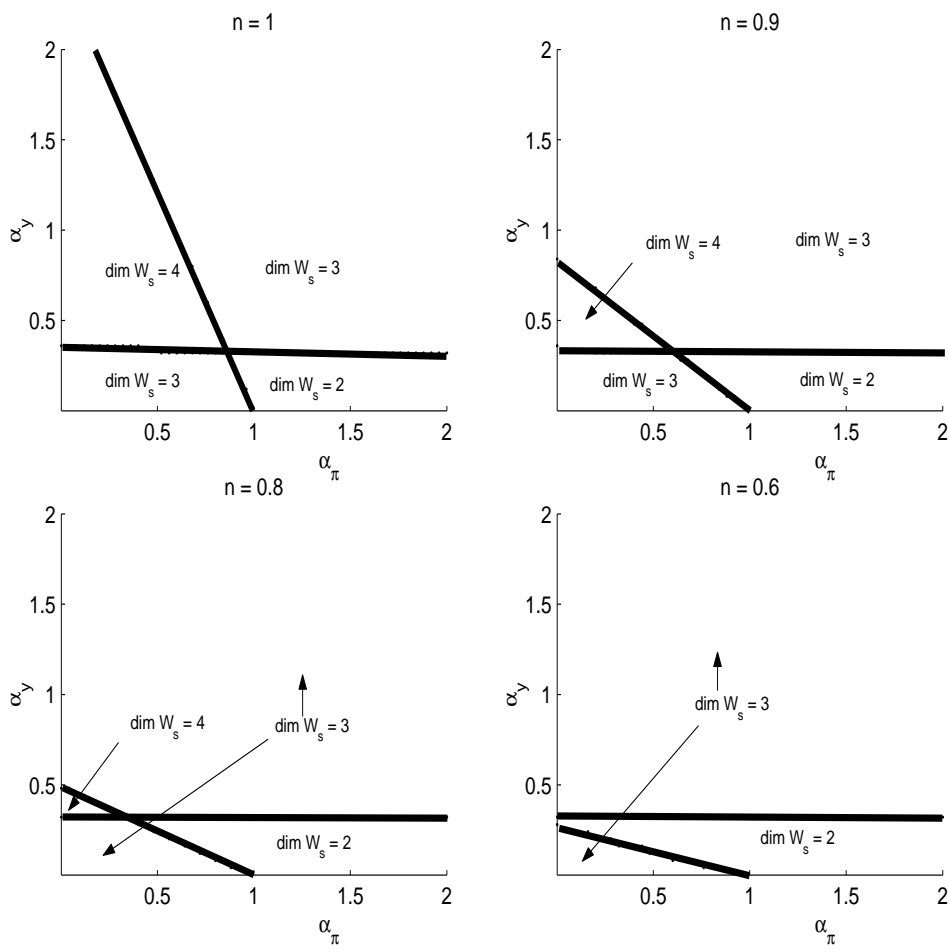 n = 1
2
1.5
1
0.5
α_y
dim W_s = 4
dim W_s = 3
dim W_s = 3
dim W_s = 2
0.5
1
1.5
2
α_π
n = 0.9
2
1.5
1
0.5
α_y
dim W_s = 4
dim W_s = 3
dim W_s = 3
dim W_s = 2
0.5
1
1.5
2
α_π
n = 0.8
2
1.5
1
0.5
α_y
dim W_s = 4
dim W_s = 3
dim W_s = 2
0.5
1
1.5
2
α_π
n = 0.6
2
1.5
1
0.5
α_y
dim W_s = 3
dim W_s = 2
0.5
1
1.5
2
α_π